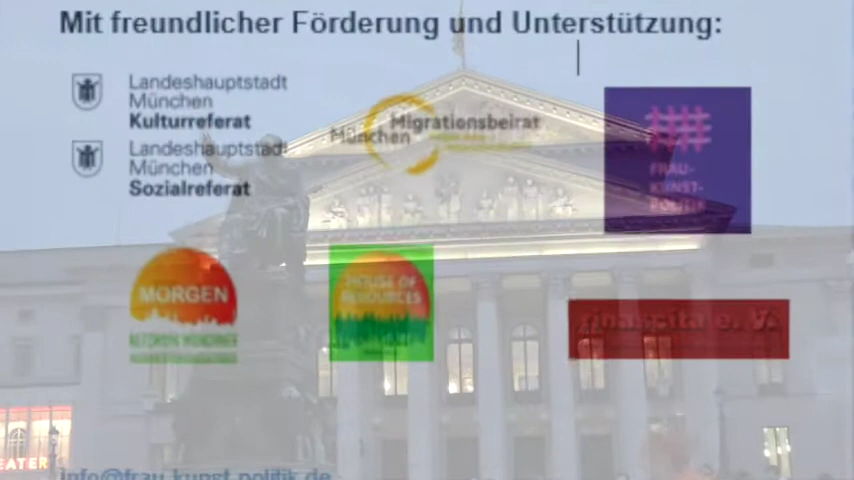 Mit freundlicher Förderung und Unterstützung:
Landeshauptstadt
München
Kulturreferat
Landeshauptstadt
München
Sozialreferat
Migrationsbeirat
München
FRAU-
KUNST-
POLITIK
MORGEN
HOUSE OF
RESOURCES
e. V.
EATER
info@frau-kunst-politik.de